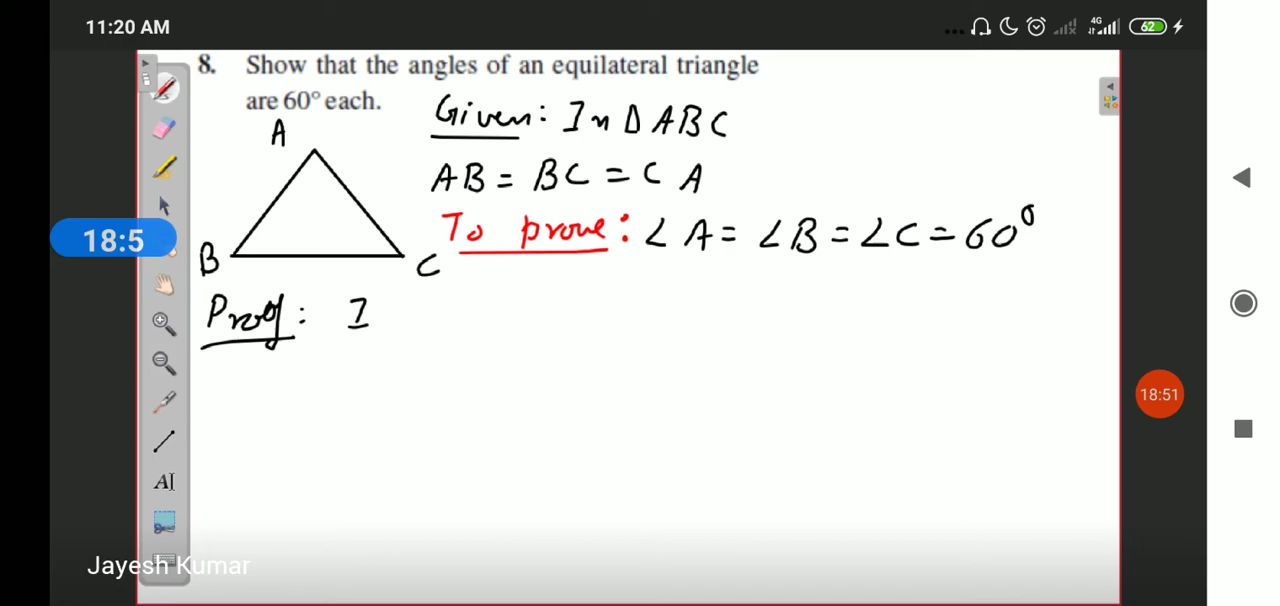 11:20 AM
4G
62
8. Show that the angles of an equilateral triangle
are 60° each.
Given: In Δ ABC
A
AB = BC = CA
To prove: ∠A = ∠B = ∠C = 60°
18:5
B
C
Proof: I
18:51
AI
Jayesh Kumar